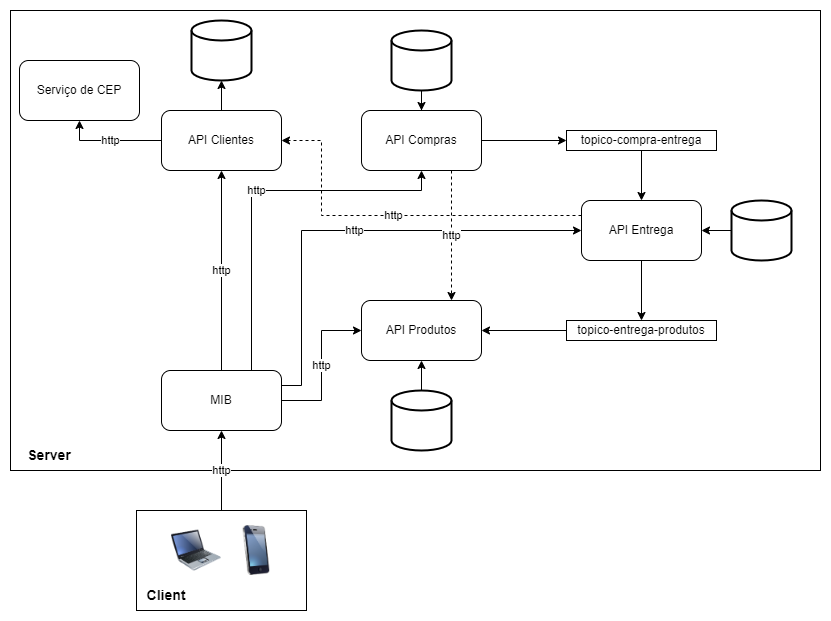 Serviço de CEP
http
API Clientes
API Compras
topico-compra-entrega
http
http
http
http
API Entrega
http
API Produtos
topico-entrega-produtos
http
MIB
Server
http
Client